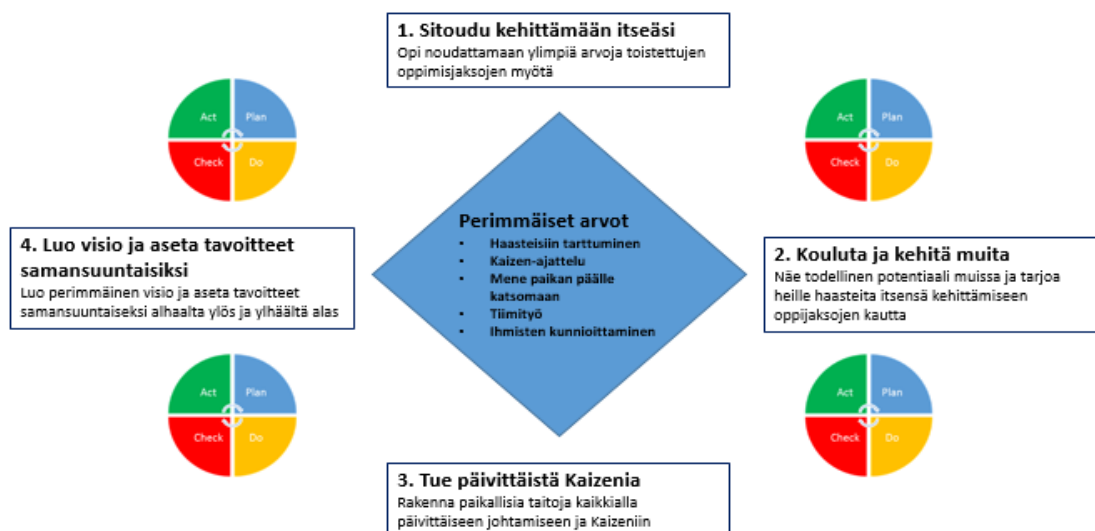 1. Sitoudu kehittämään itseäsi
Opi noudattamaan ylimpiä arvoja toistettujen
oppimisjaksojen myötä
Act
Plan
Check
Do
Act
Plan
Check
Do
Perimmäiset arvot
• Haasteisiin tarttuminen
• Kaizen-ajattelu
• Mene paikan päälle
katsomaan
• Tiimityö
• Ihmisten kunnioittaminen
4. Luo visio ja aseta tavoitteet
samansuuntaisiksi
Luo perimmäinen visio ja aseta tavoitteet
samansuuntaiseksi alhaalta ylös ja ylhäältä alas
2. Kouluta ja kehitä muita
Näe todellinen potentiaali muissa ja tarjoa
heille haasteita itsensä kehittämiseen
oppijaksojen kautta
Act
Plan
Check
Do
Act
Plan
Check
Do
3. Tue päivittäistä Kaizenia
Rakenna paikallisia taitoja kaikkialla
päivittäiseen johtamiseen ja Kaizeniin